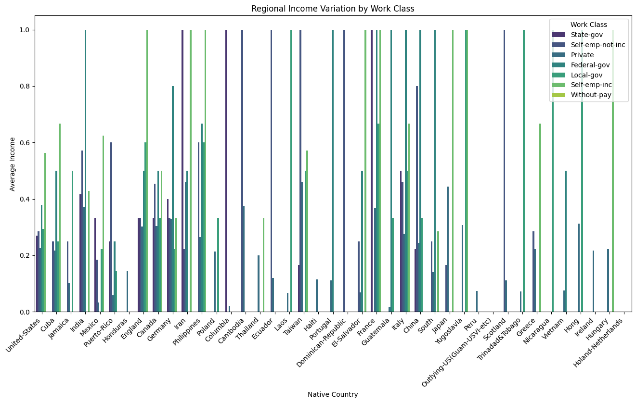 Regional Income Variation by Work Class
Work Class
State-gov
Self-emp-not-inc
Private
Federal-gov
Local-gov
Self-emp-inc
Without-pay
Average Income
1.0
0.8
0.6
0.4
0.2
0.0
United-States
Cuba
Jamaica
India
Mexico
Puerto-Rico
Honduras
England
Canada
Germany
Iran
Philippines
Poland
Columbia
Cambodia
Thailand
Ecuador
Laos
Taiwan
Haiti
Portugal
Dominican-Republic
El-Salvador
France
Guatemala
Italy
China
South
Japan
Yugoslavia
Peru
Outlying-US(Guam-USVI-etc)
Scotland
Trinadad&Tobago
Greece
Nicaragua
Vietnam
Hong
Ireland
Hungary
Holand-Netherlands
Native Country